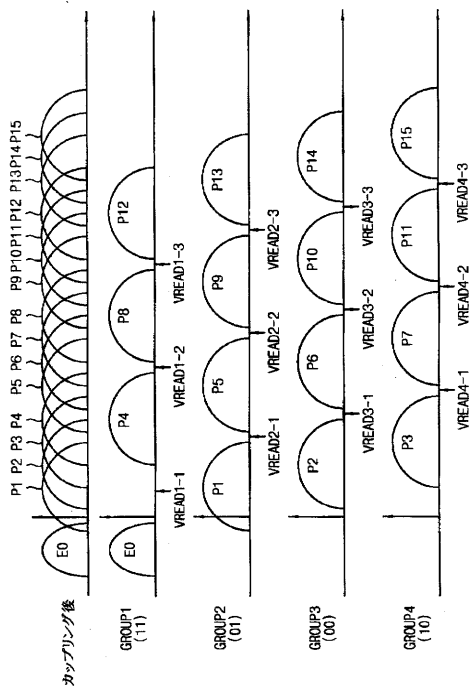 カップリング後
E0
P1 P2 P3 P4 P5 P6 P7 P8 P9 P10 P11 P12 P13 P14 P15
GROUP1
(11)
E0 P4 P8 P12
VREAD1-1 VREAD1-2 VREAD1-3
GROUP2
(01)
P1 P5 P9 P13
VREAD2-1 VREAD2-2 VREAD2-3
GROUP3
(00)
P2 P6 P10 P14
VREAD3-1 VREAD3-2 VREAD3-3
GROUP4
(10)
P3 P7 P11 P15
VREAD4-1 VREAD4-2 VREAD4-3